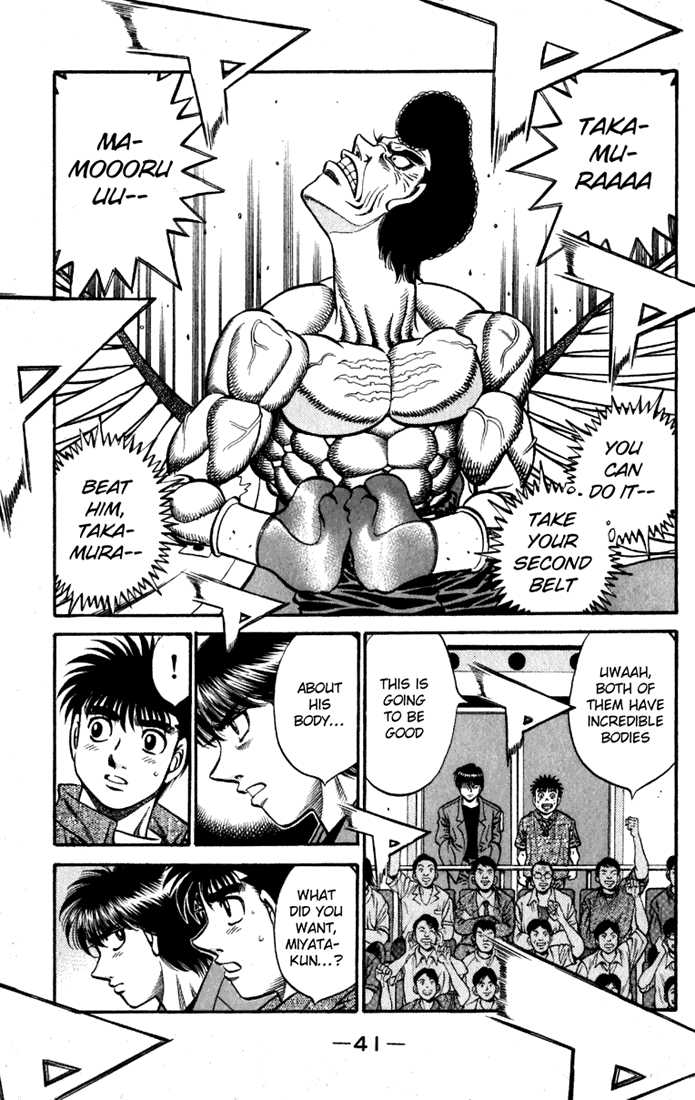 TAKA-
MU-
RAAAA
MA-
MOOORU
UU--
YOU
CAN
DO IT--
TAKE
YOUR
SECOND
BELT
BEAT
HIM,
TAKA-
MURA--
UWAAH,
BOTH OF
THEM HAVE
INCREDIBLE
BODIES
THIS IS
GOING
TO BE
GOOD
ABOUT
HIS
BODY...
!
WHAT
DID YOU
WANT,
MIYATA-
KUN...?
—41—